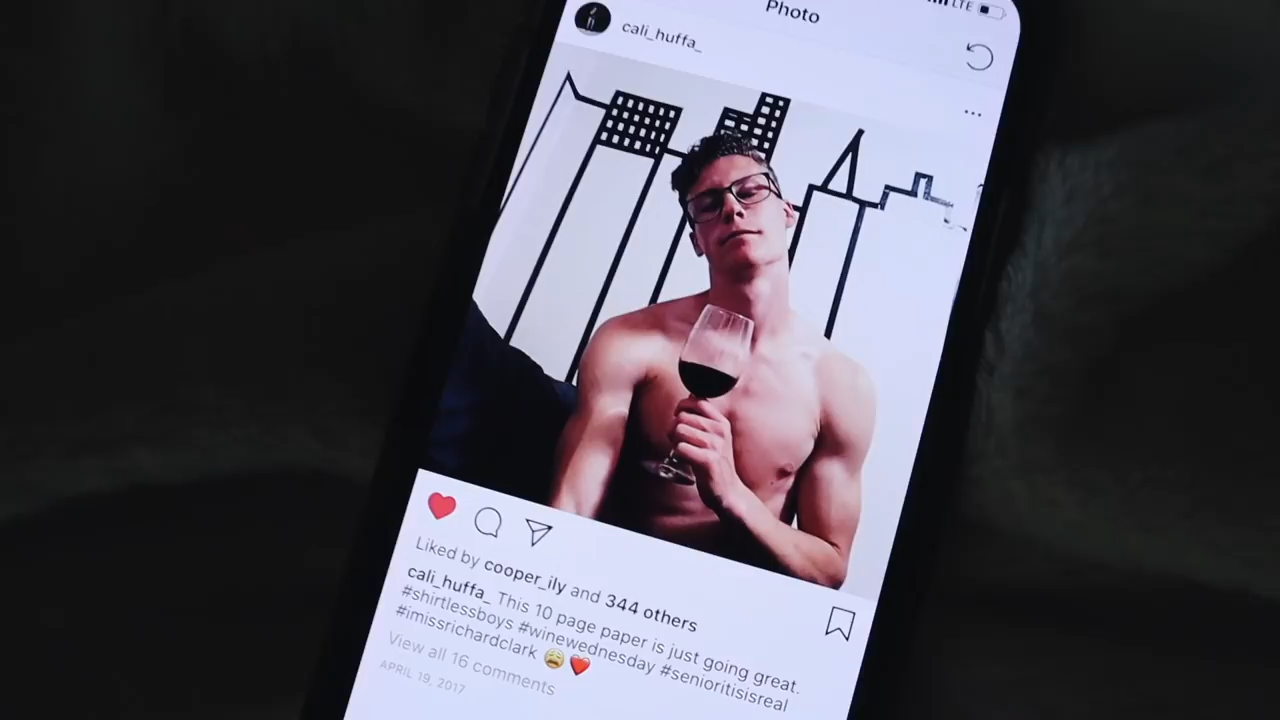 LTE
Photo
cali_huffa_
Liked by cooper_ily and 344 others
cali_huffa_ This 10 page paper is just going great.
#shirtlessboys #winewednesday #senioritisisreal
#imissrichardclark 😩❤️
View all 16 comments
APRIL 19, 2017